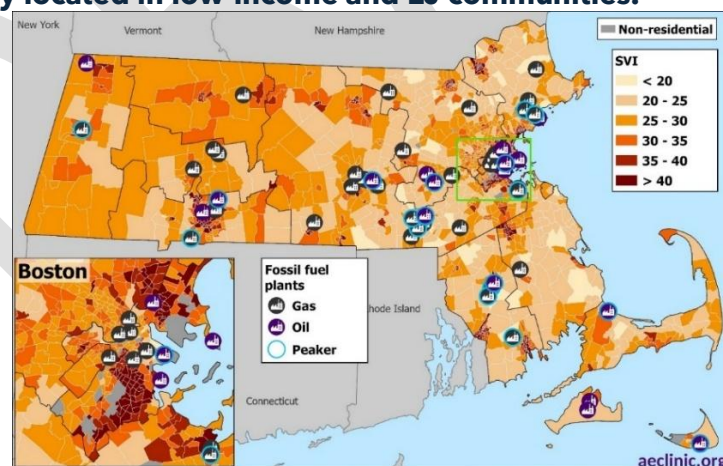 y located in low-income and EJ communities.
New York
Vermont
New Hampshire
Non-residential
SVI
< 20
20 - 25
25 - 30
30 - 35
35 - 40
> 40
Boston
Fossil fuel
plants
Gas
Oil
Peaker
hode Island
Connecticut
aeclinic.org